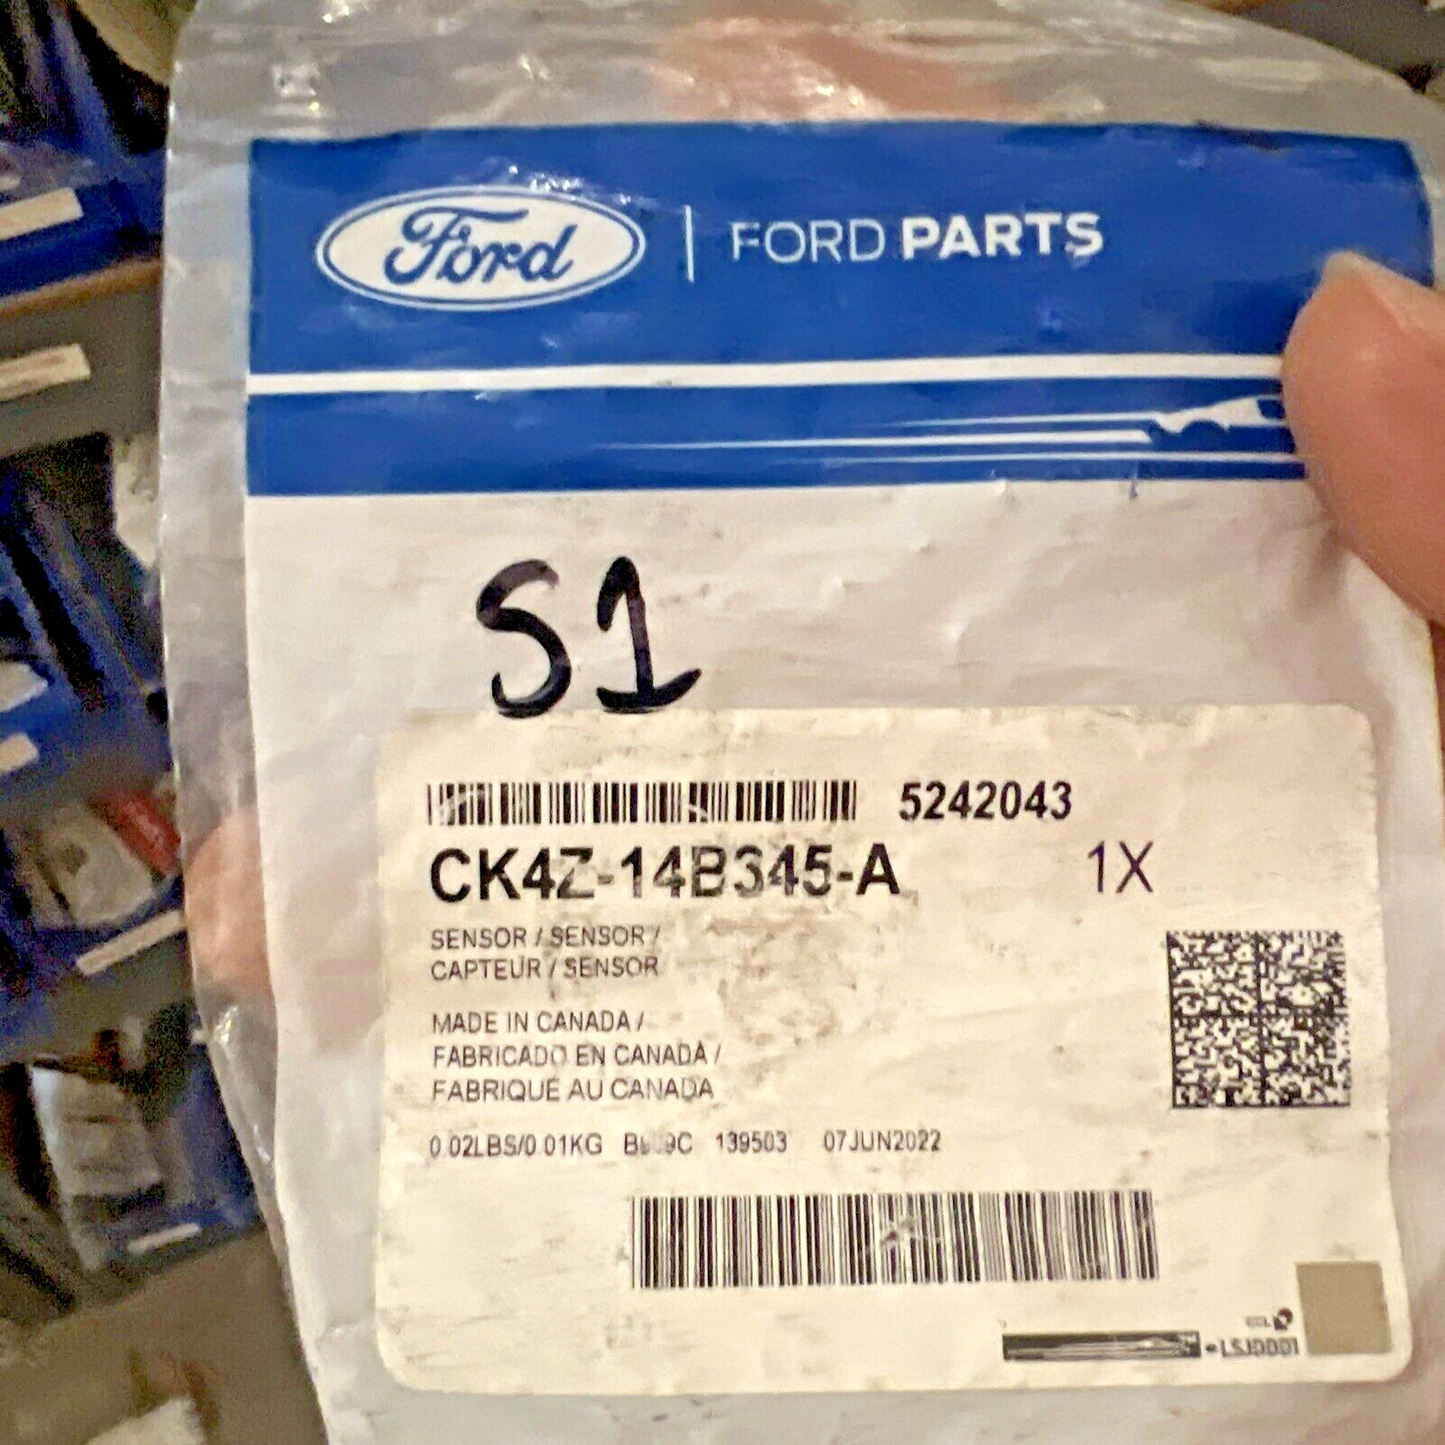 Ford | FORD PARTS
S1
5242043
CK4Z-14B345-A 1X
SENSOR / SENSOR /
CAPTEUR / SENSOR
MADE IN CANADA /
FABRICADO EN CANADA /
FABRIQUE AU CANADA
0.02LBS/0.01KG 139503 07JUN2022